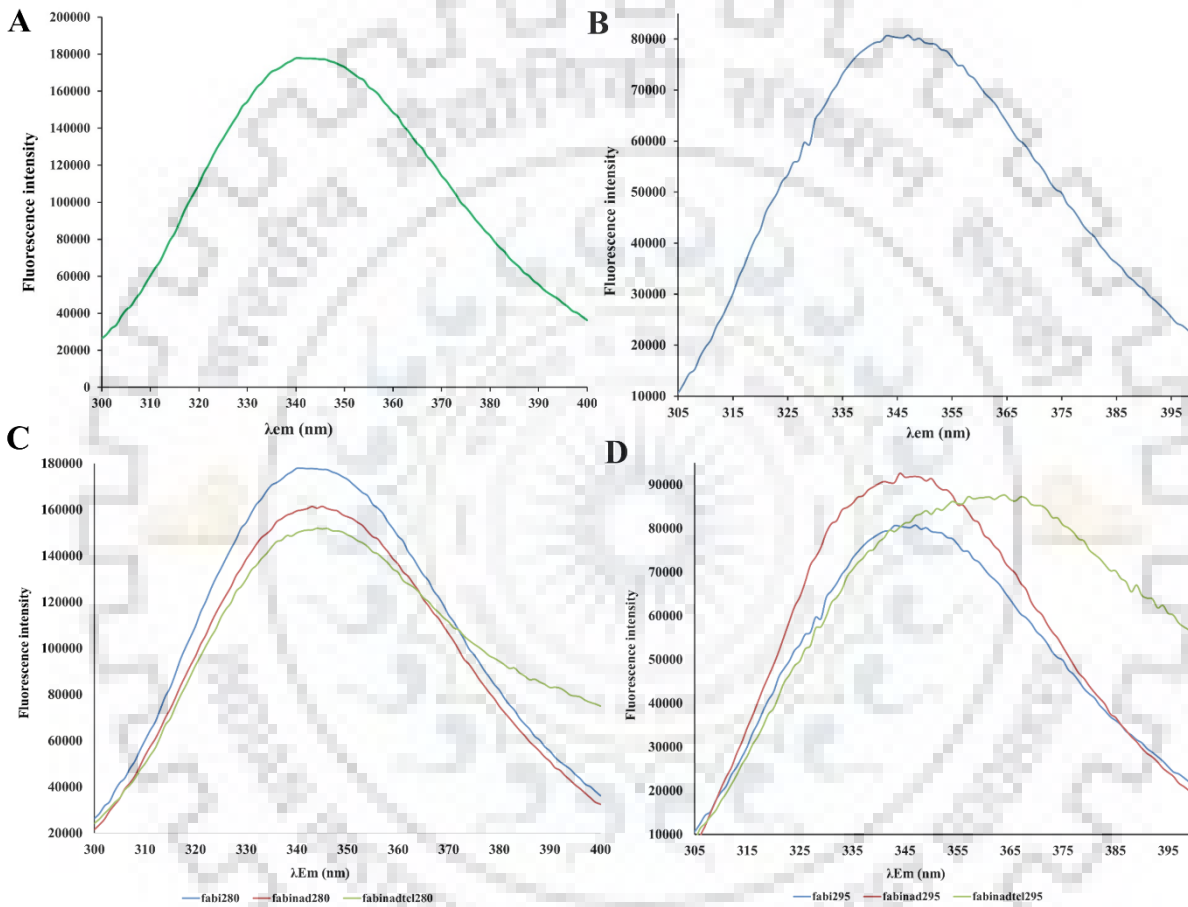 A
200000
180000
160000
140000
120000
100000
80000
60000
40000
20000
0
Fluorescence intensity
300 310 320 330 340 350 360 370 380 390 400
λem (nm)
B
80000
70000
60000
50000
40000
30000
20000
10000
Fluorescence intensity
305 315 325 335 345 355 365 375 385 395
λem (nm)
C
180000
160000
140000
120000
100000
80000
60000
40000
20000
Fluorescence intensity
300 310 320 330 340 350 360 370 380 390 400
λEm (nm)
fabi280 fabinad280 fabinadtcl280
D
90000
80000
70000
60000
50000
40000
30000
20000
10000
Fluorescence intensity
305 315 325 335 345 355 365 375 385 395
λEm (nm)
fabi295 fabinad295 fabinadtcl295